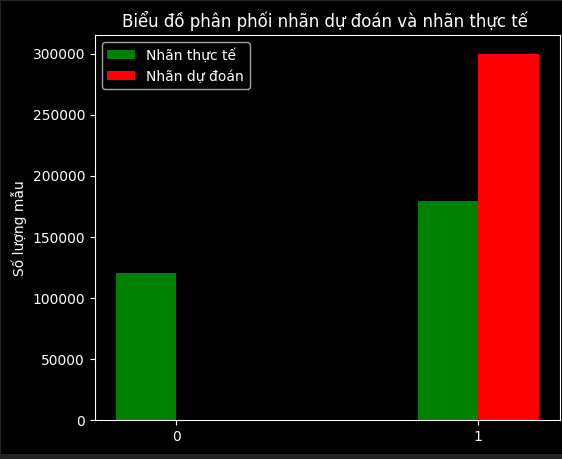 Biểu đồ phân phối nhãn dự đoán và nhãn thực tế
Nhãn thực tế
Nhãn dự đoán
Số lượng mẫu
300000
250000
200000
150000
100000
50000
0
0
1